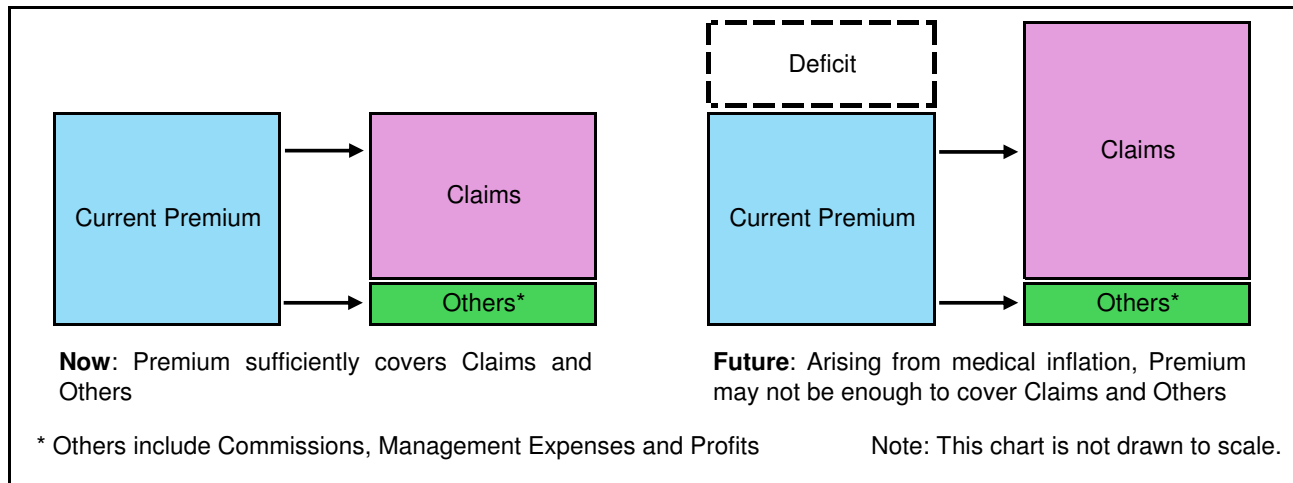 Current Premium
Claims
Others*
Now: Premium sufficiently covers Claims and
Others
Deficit
Current Premium
Claims
Others*
Future: Arising from medical inflation, Premium
may not be enough to cover Claims and Others
* Others include Commissions, Management Expenses and Profits
Note: This chart is not drawn to scale.